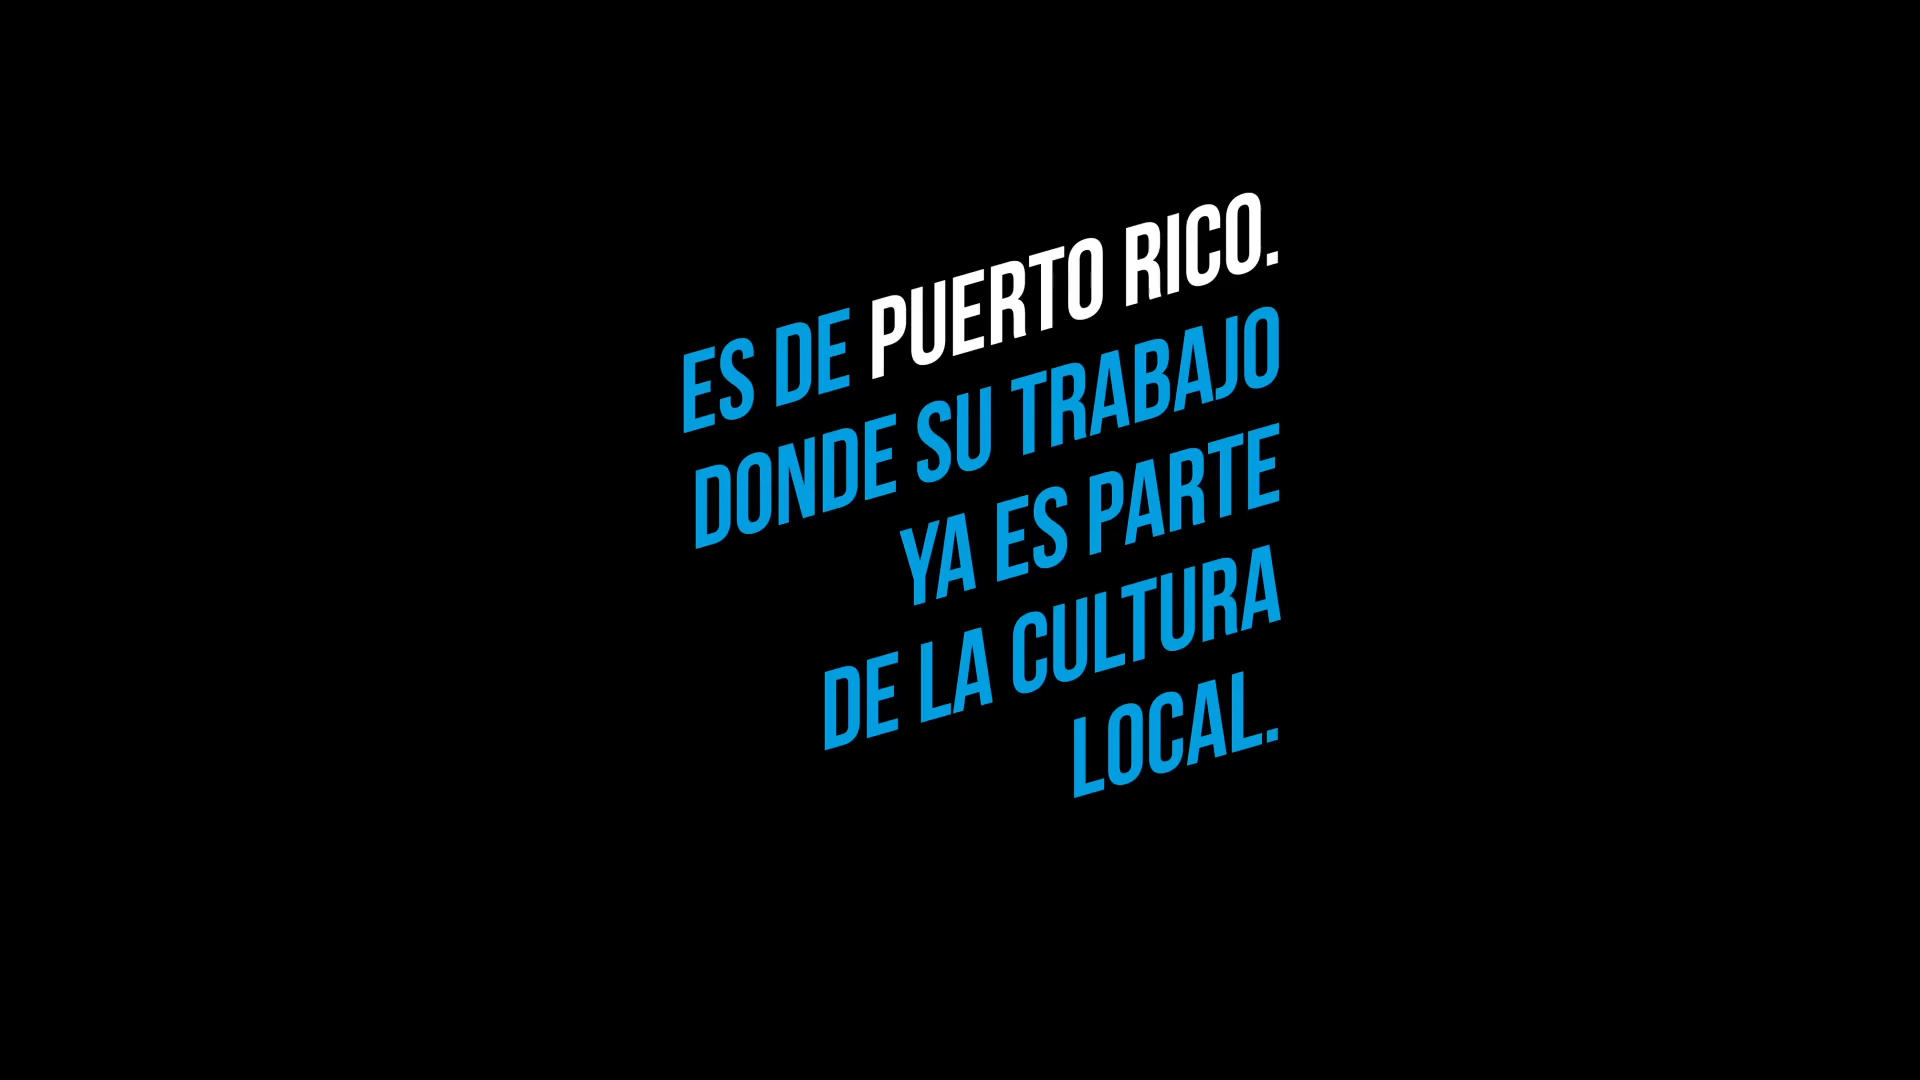 ES DE PUERTO RICO.
DONDE SU TRABAJO
YA ES PARTE
DE LA CULTURA
LOCAL.